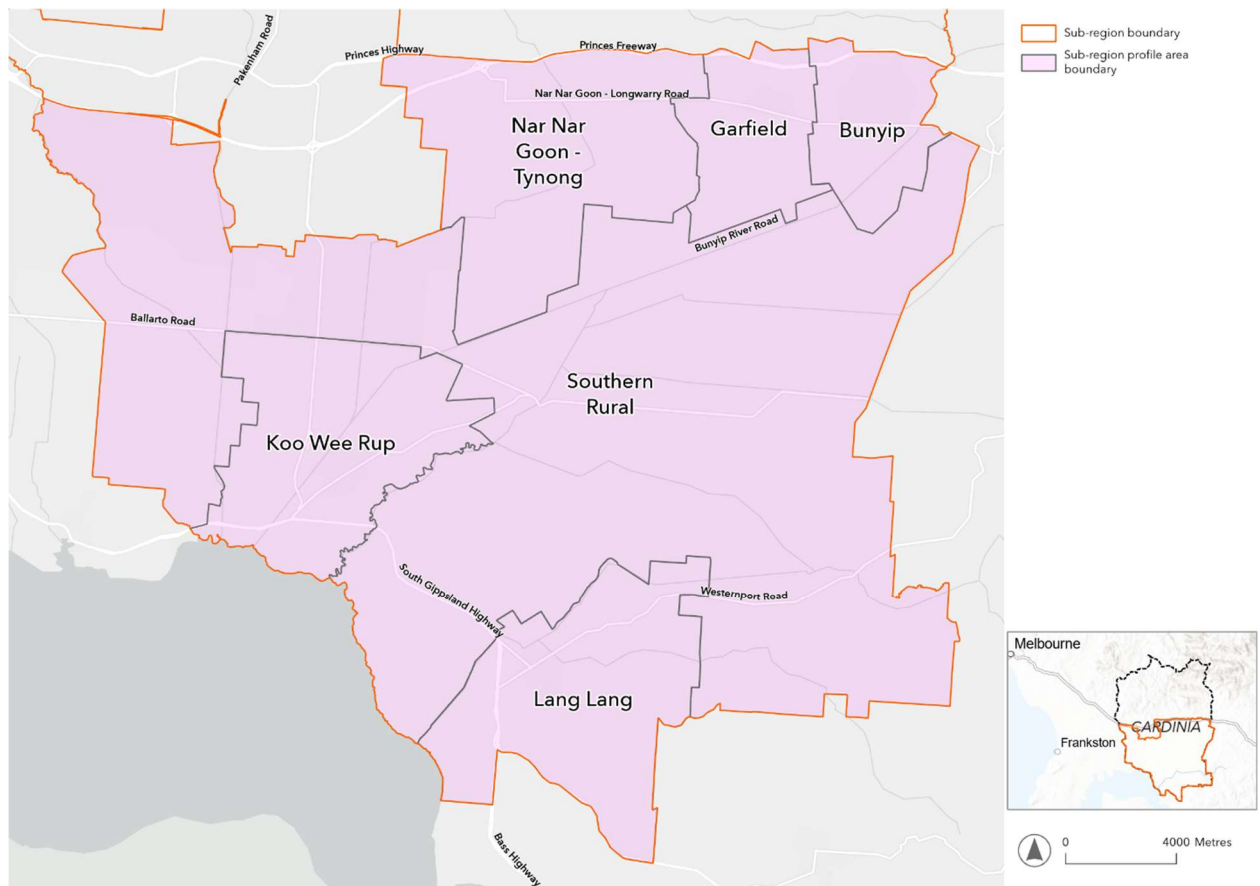 Pakenham Road
Princes Highway
Princes Freeway
Nar Nar Goon - Longwarry Road
Nar Nar
Goon -
Tynong
Garfield
Bunyip
Bunyip River Road
Ballarto Road
Southern
Rural
Koo Wee Rup
South Gippsland Highway
Westernport Road
Lang Lang
Bass Highway
Sub-region boundary
Sub-region profile area
boundary
Melbourne
CARDINIA
Frankston
0 4000 Metres